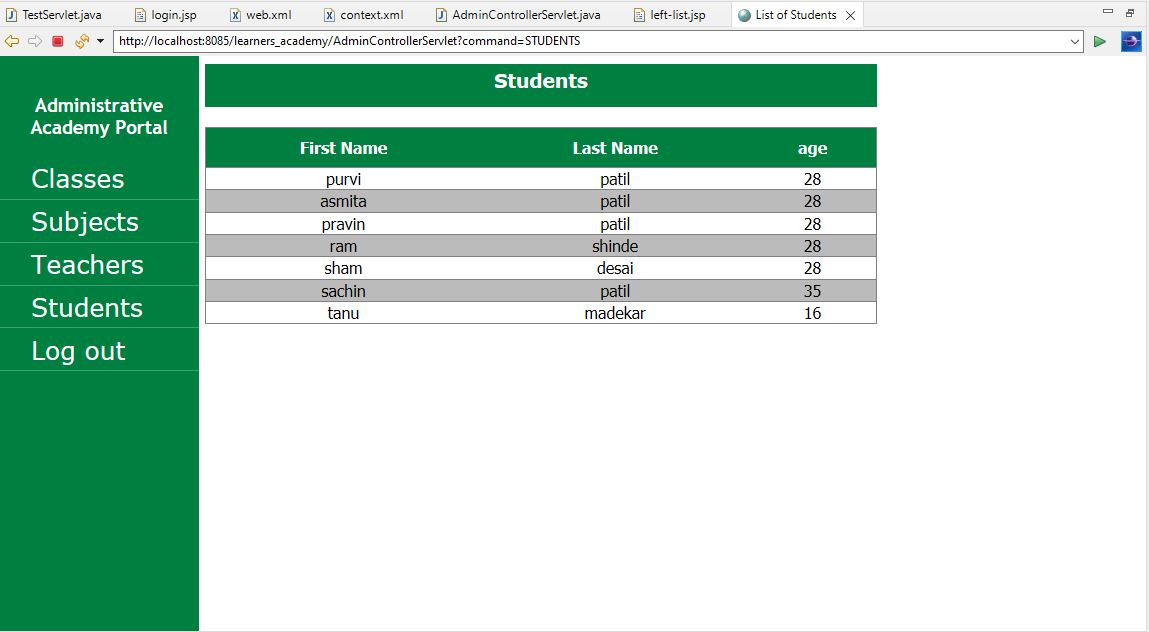 TestServlet.java login.jsp web.xml context.xml AdminControllerServlet.java left-list.jsp List of Students
http://localhost:8085/learners_academy/AdminControllerServlet?command=STUDENTS
Administrative
Academy Portal
Classes
Subjects
Teachers
Students
Log out
Students
First Name Last Name age
purvi patil 28
asmita patil 28
pravin patil 28
ram shinde 28
sham desai 28
sachin patil 35
tanu madekar 16